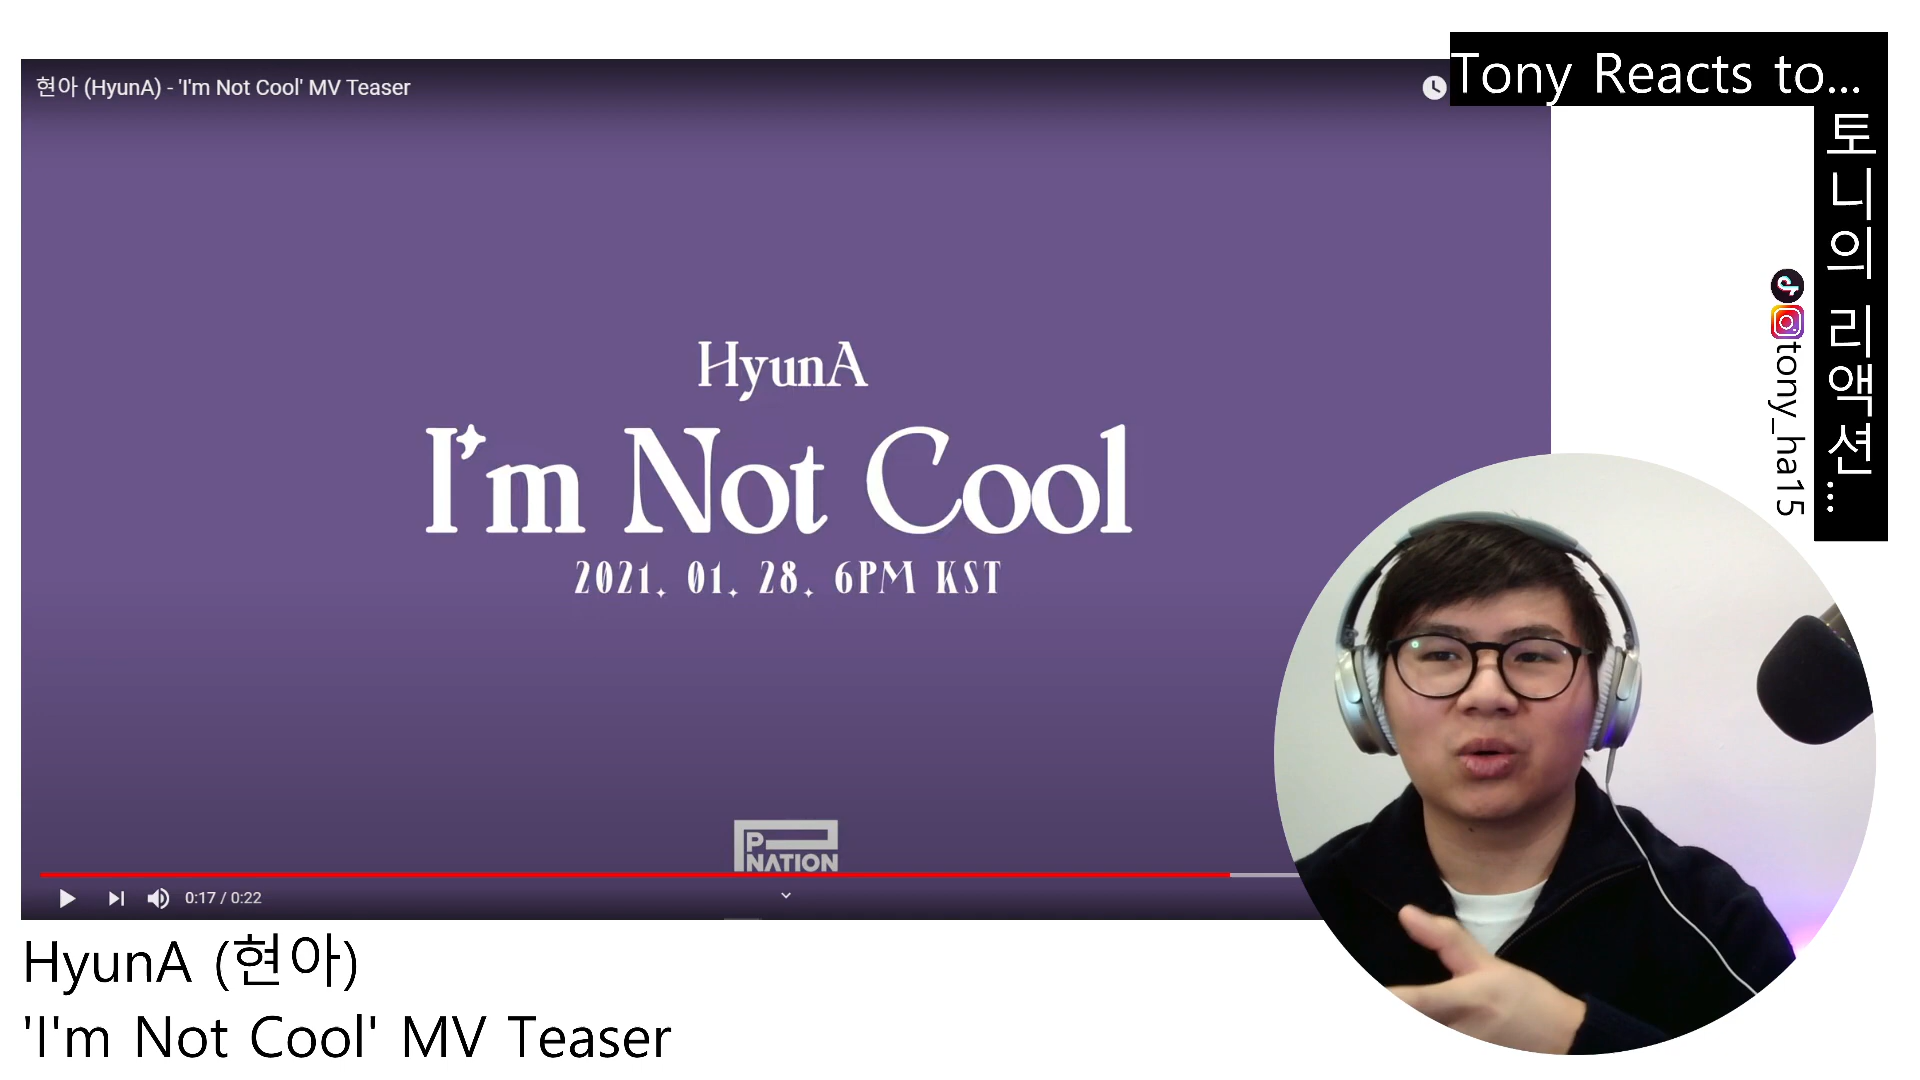 현아 (HyunA) - 'I'm Not Cool' MV Teaser
Tony Reacts to...
토니의 리액션...
tony_ha15
HyunA
I'm Not Cool
2021. 01. 28. 6PM KST
P NATION
0:17 / 0:22
HyunA (현아)
'I'm Not Cool' MV Teaser